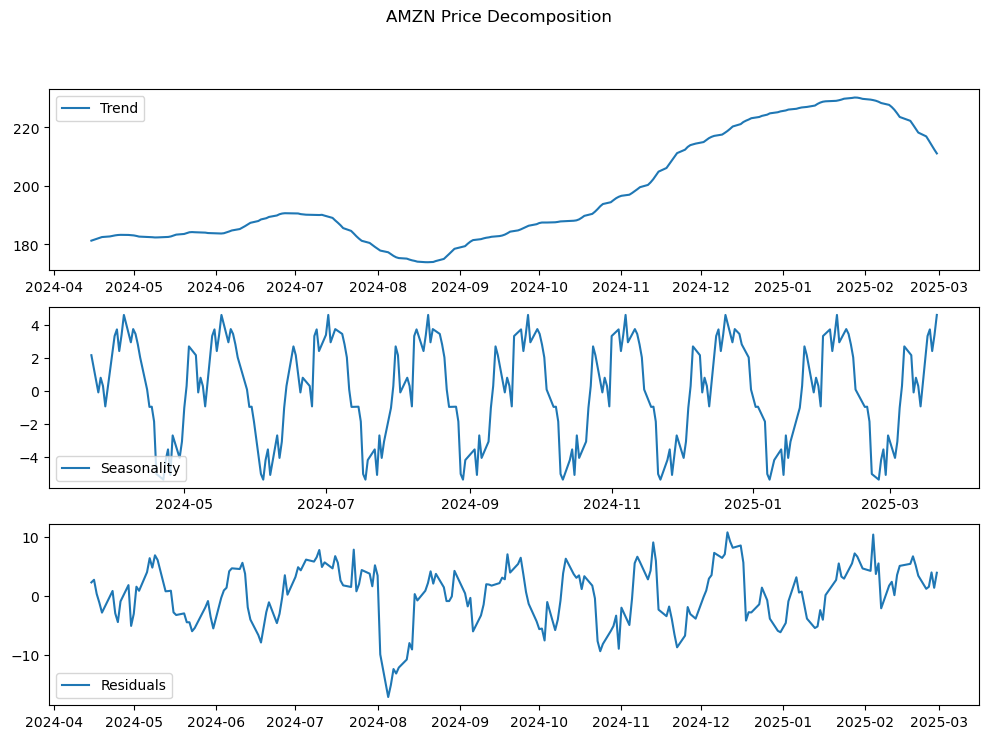 AMZN Price Decomposition
Trend
220
200
180
2024-04 2024-05 2024-06 2024-07 2024-08 2024-09 2024-10 2024-11 2024-12 2025-01 2025-02 2025-03
4
2
0
−2
−4
Seasonality
2024-05 2024-07 2024-09 2024-11 2025-01 2025-03
10
0
−10
Residuals
2024-04 2024-05 2024-06 2024-07 2024-08 2024-09 2024-10 2024-11 2024-12 2025-01 2025-02 2025-03